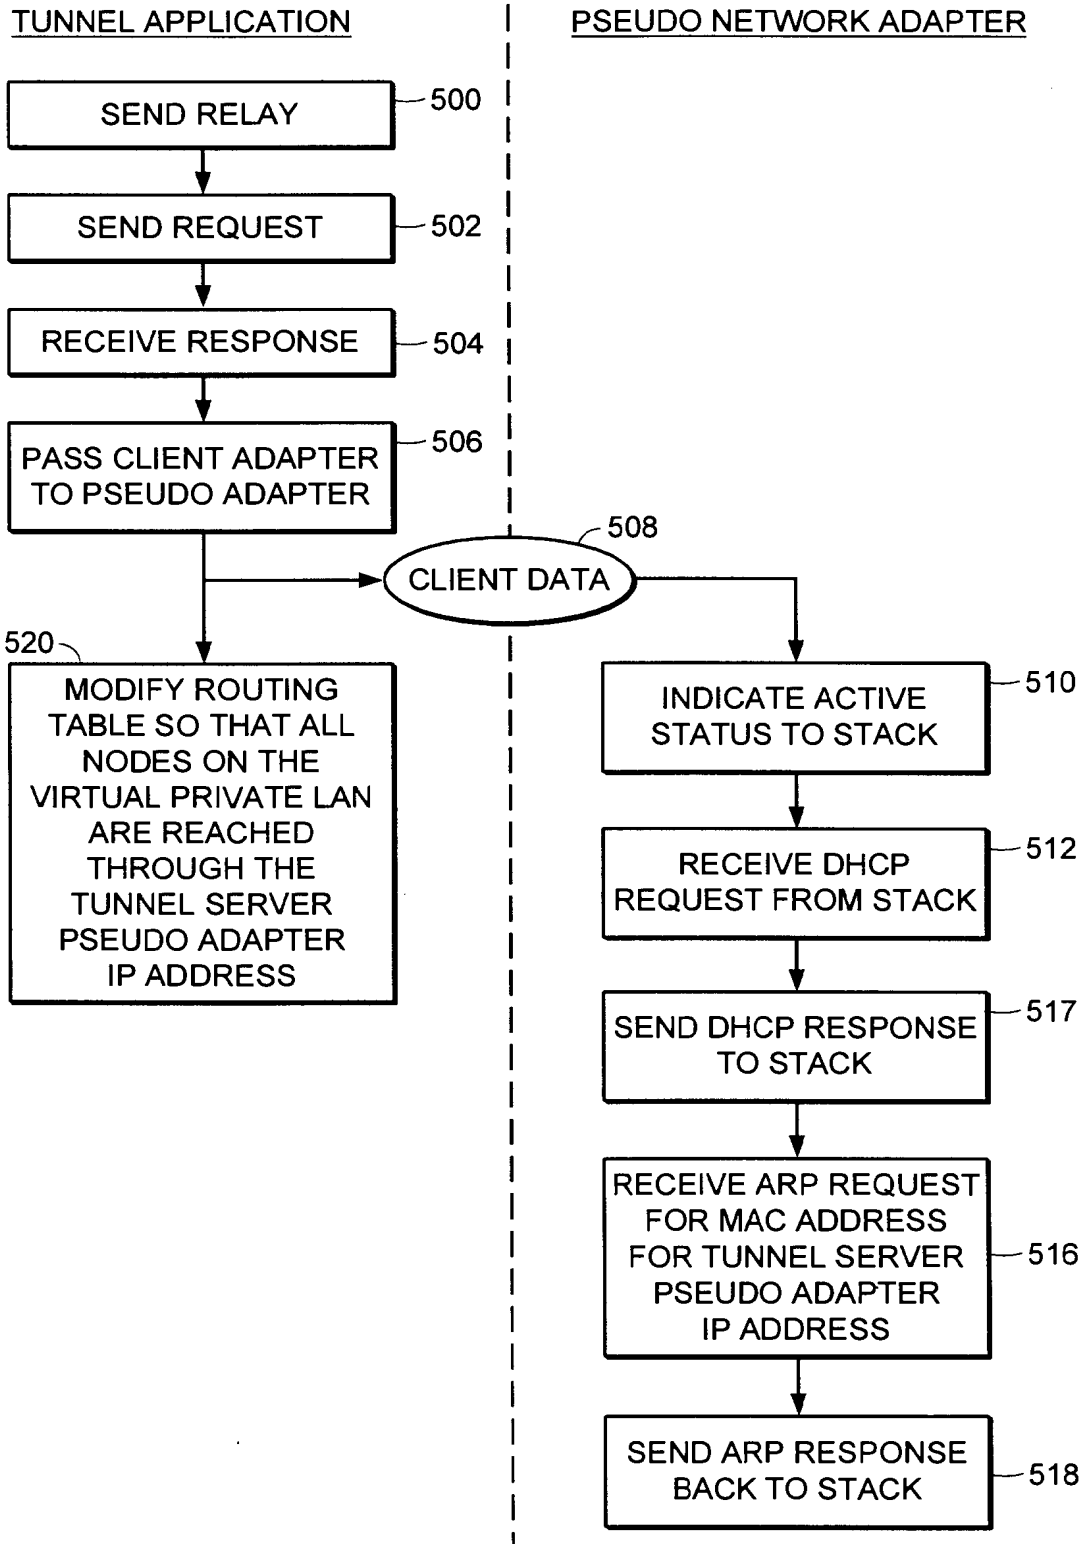 TUNNEL APPLICATION
PSEUDO NETWORK ADAPTER
SEND RELAY
500
SEND REQUEST
502
RECEIVE RESPONSE
504
PASS CLIENT ADAPTER
TO PSEUDO ADAPTER
506
508
CLIENT DATA
520
MODIFY ROUTING
TABLE SO THAT ALL
NODES ON THE
VIRTUAL PRIVATE LAN
ARE REACHED
THROUGH THE
TUNNEL SERVER
PSEUDO ADAPTER
IP ADDRESS
INDICATE ACTIVE
STATUS TO STACK
510
RECEIVE DHCP
REQUEST FROM STACK
512
SEND DHCP RESPONSE
TO STACK
517
RECEIVE ARP REQUEST
FOR MAC ADDRESS
FOR TUNNEL SERVER
PSEUDO ADAPTER
IP ADDRESS
516
SEND ARP RESPONSE
BACK TO STACK
518